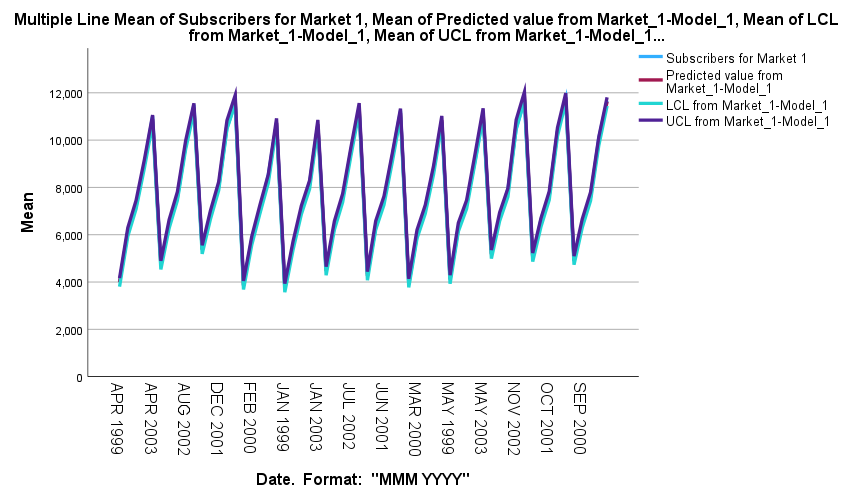 Multiple Line Mean of Subscribers for Market 1, Mean of Predicted value from Market_1-Model_1, Mean of LCL
from Market_1-Model_1, Mean of UCL from Market_1-Model_1...
Subscribers for Market 1
Predicted value from
Market_1-Model_1
LCL from Market_1-Model_1
UCL from Market_1-Model_1
Mean
12,000
10,000
8,000
6,000
4,000
2,000
0
APR 1999
APR 2003
AUG 2002
DEC 2001
FEB 2000
JAN 1999
JAN 2003
JUL 2002
JUN 2001
MAR 2000
MAY 1999
MAY 2003
NOV 2002
OCT 2001
SEP 2000
Date. Format: "MMM YYYY"